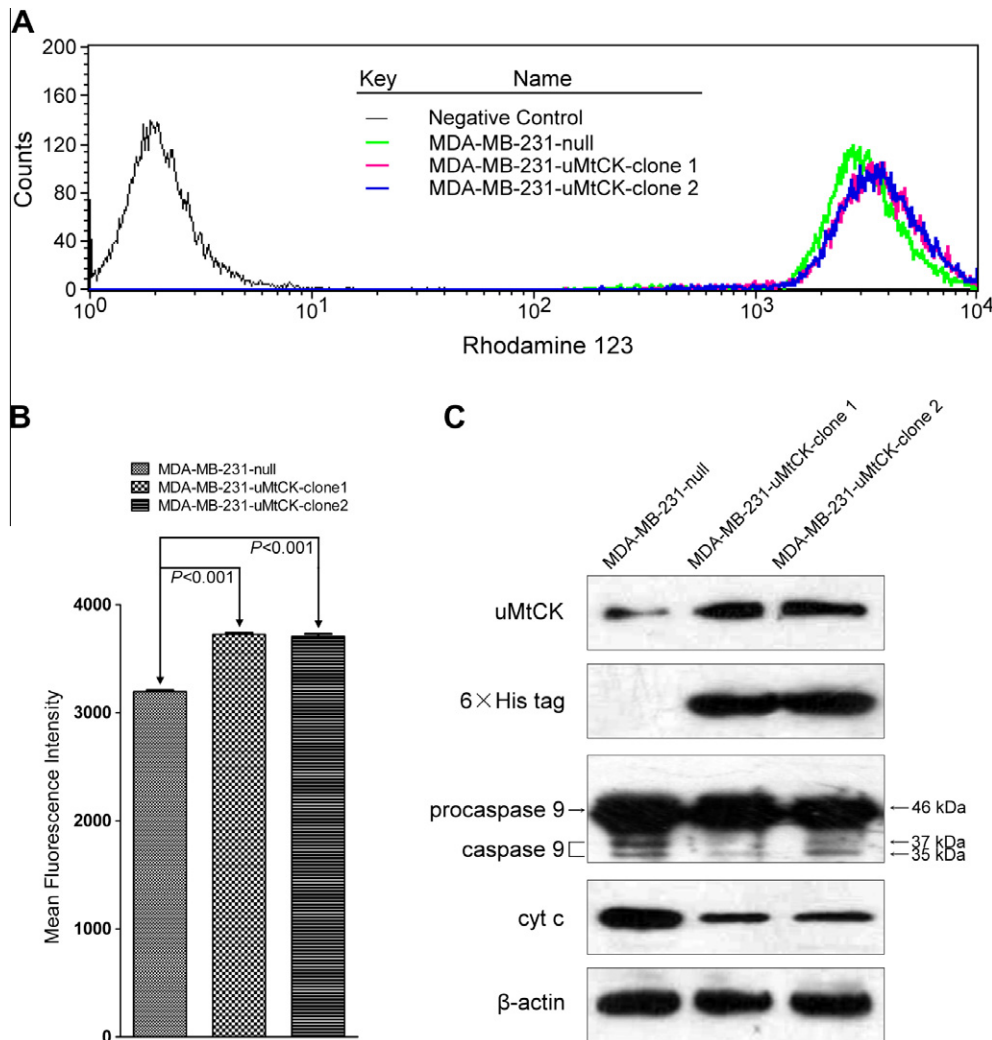 A
200
160
120
80
40
0
Counts
Key Name
Negative Control
MDA-MB-231-null
MDA-MB-231-uMtCK-clone 1
MDA-MB-231-uMtCK-clone 2
10^0 10^1 10^2 10^3 10^4
Rhodamine 123
B
MDA-MB-231-null
MDA-MB-231-uMtCK-clone1
MDA-MB-231-uMtCK-clone2
P<0.001
P<0.001
4000
3000
2000
1000
0
Mean Fluorescence Intensity
C
MDA-MB-231-null
MDA-MB-231-uMtCK-clone 1
MDA-MB-231-uMtCK-clone 2
uMtCK
6×His tag
procaspase 9→ ←46 kDa
caspase 9 ←37 kDa
←35 kDa
cyt c
β-actin